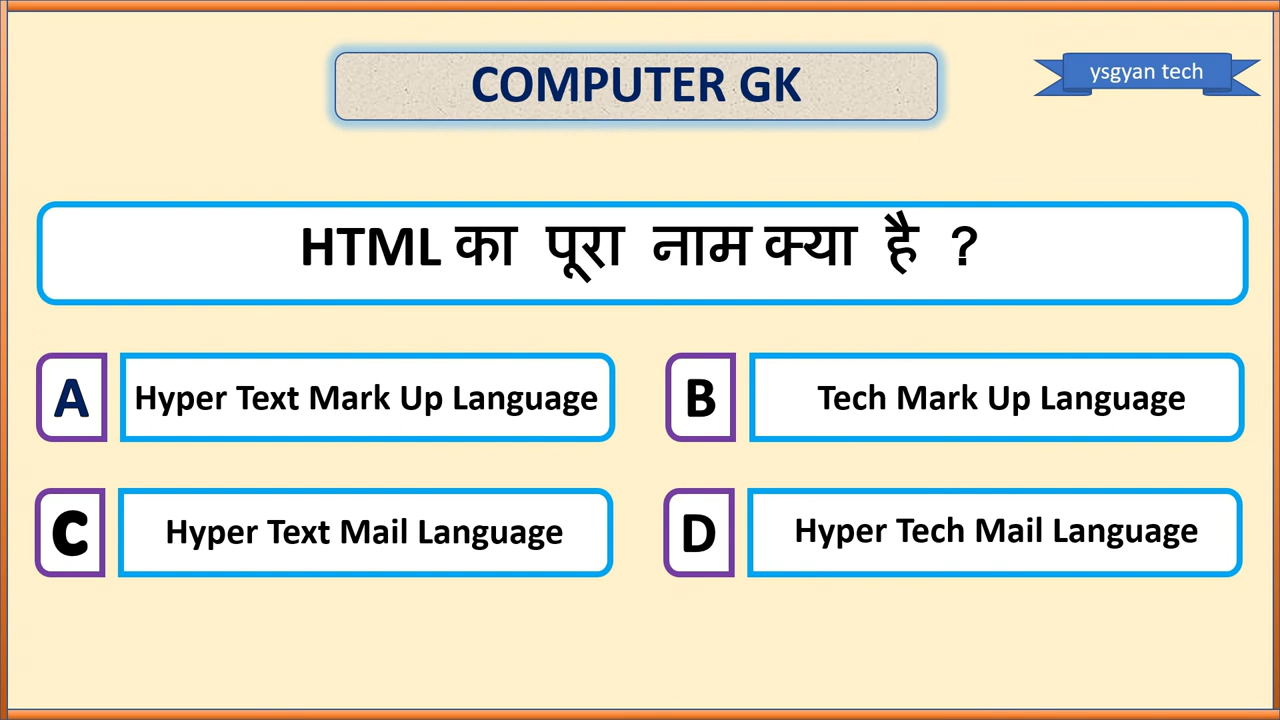 COMPUTER GK
ysgyan tech
HTML का पूरा नाम क्या है ?
A
Hyper Text Mark Up Language
B
Tech Mark Up Language
C
Hyper Text Mail Language
D
Hyper Tech Mail Language